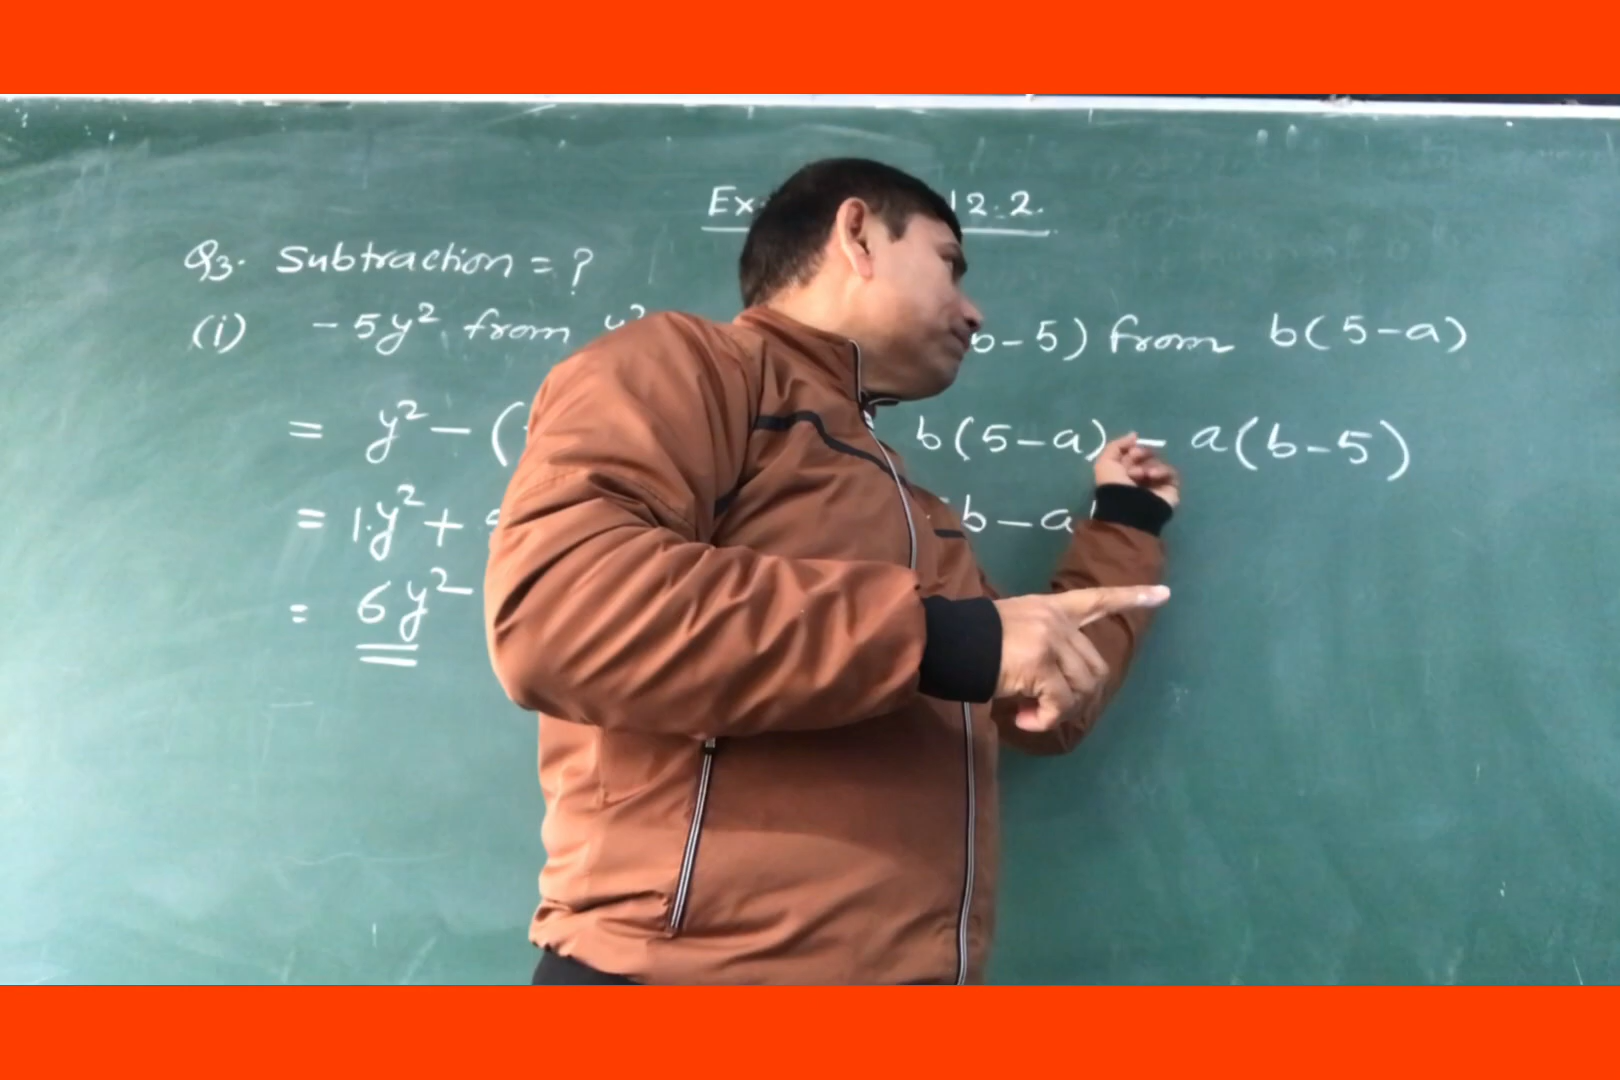 Ex 12.2.
Q3. Subtraction = ?
(i) -5y² from y² b-5) from b(5-a)
= y² - ( b(5-a) - a(b-5)
= 1.y² + b-a
= 6y²